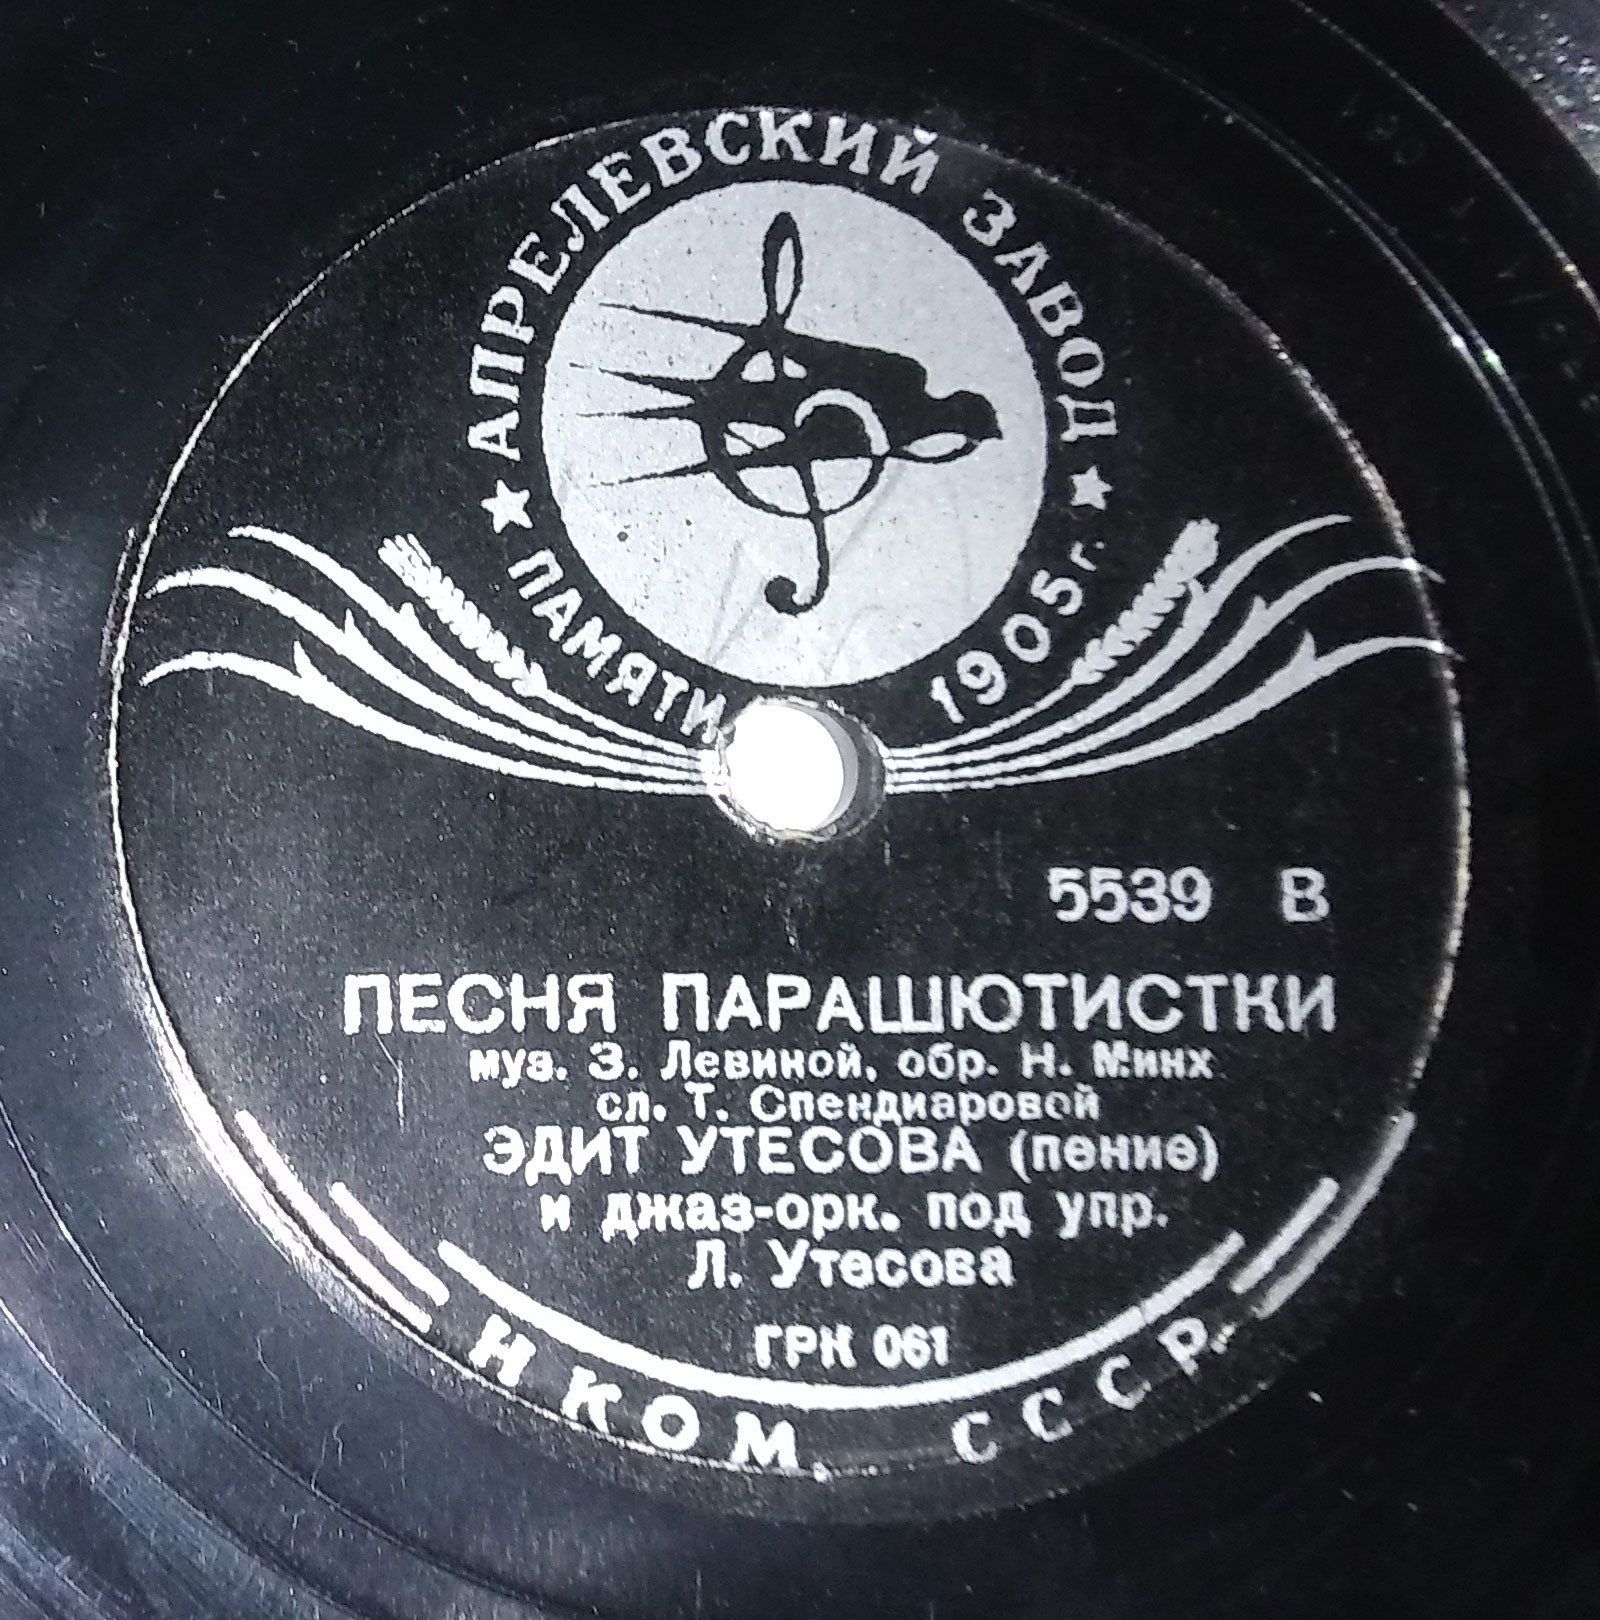 АПРЕЛЕВСКИЙ ЗАВОД
ПАМЯТИ 1905 г.
5539 В
ПЕСНЯ ПАРАШЮТИСТКИ
муз. З. Левиной, обр. Н. Минх
сл. Т. Спендиаровой
ЭДИТ УТЕСОВА (пение)
и джаз-орк. под упр.
Л. Утесова
ГРК 061
НКОМ. СССР.